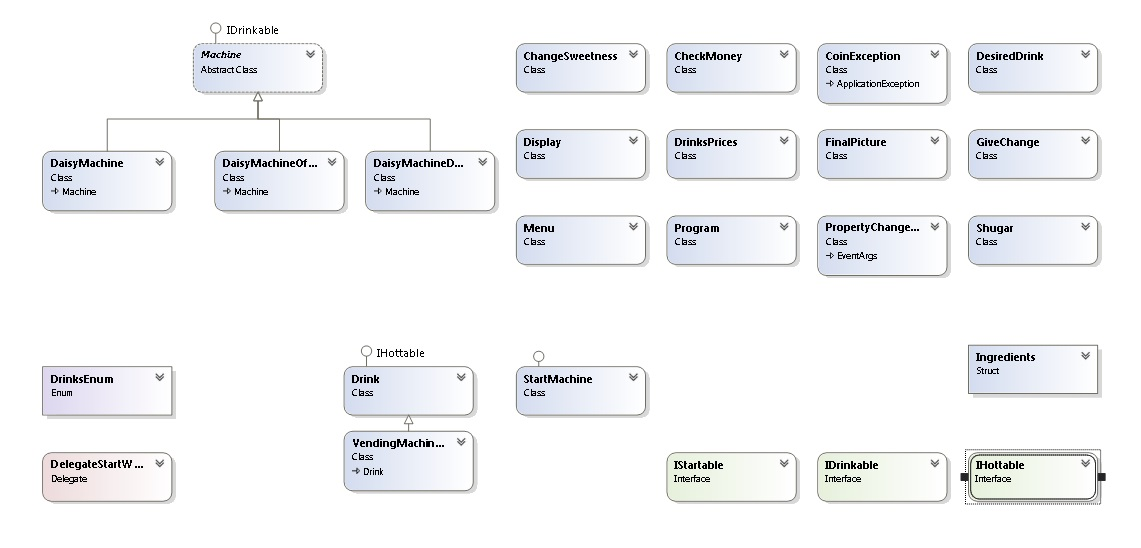 IDrinkable
Machine
Abstract Class
ChangeSweetness
Class
CheckMoney
Class
CoinException
Class
ApplicationException
DesiredDrink
Class
DaisyMachine
Class
Machine
DaisyMachineOf...
Class
Machine
DaisyMachineD...
Class
Machine
Display
Class
DrinksPrices
Class
FinalPicture
Class
GiveChange
Class
Menu
Class
Program
Class
PropertyChange...
Class
EventArgs
Shugar
Class
DrinksEnum
Enum
IHottable
Drink
Class
StartMachine
Class
Ingredients
Struct
DelegateStartW...
Delegate
VendingMachin...
Class
Drink
IStartable
Interface
IDrinkable
Interface
IHottable
Interface